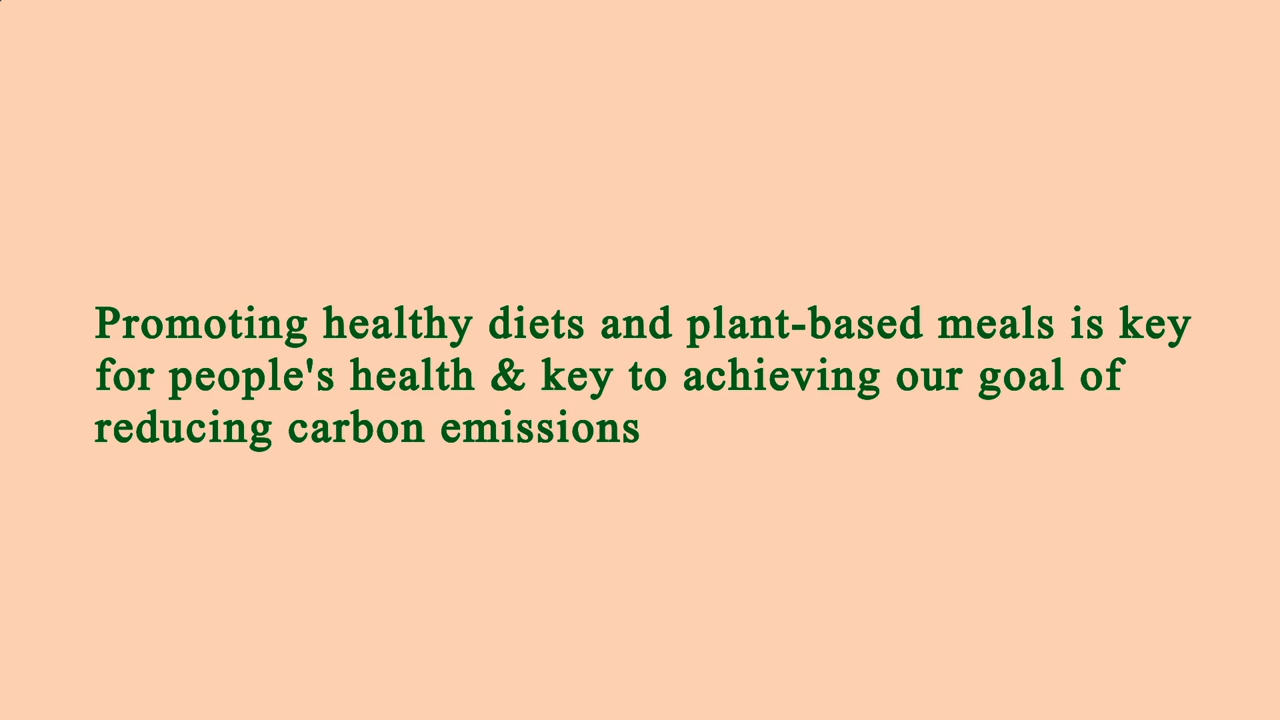 Promoting healthy diets and plant-based meals is key
for people's health & key to achieving our goal of
reducing carbon emissions